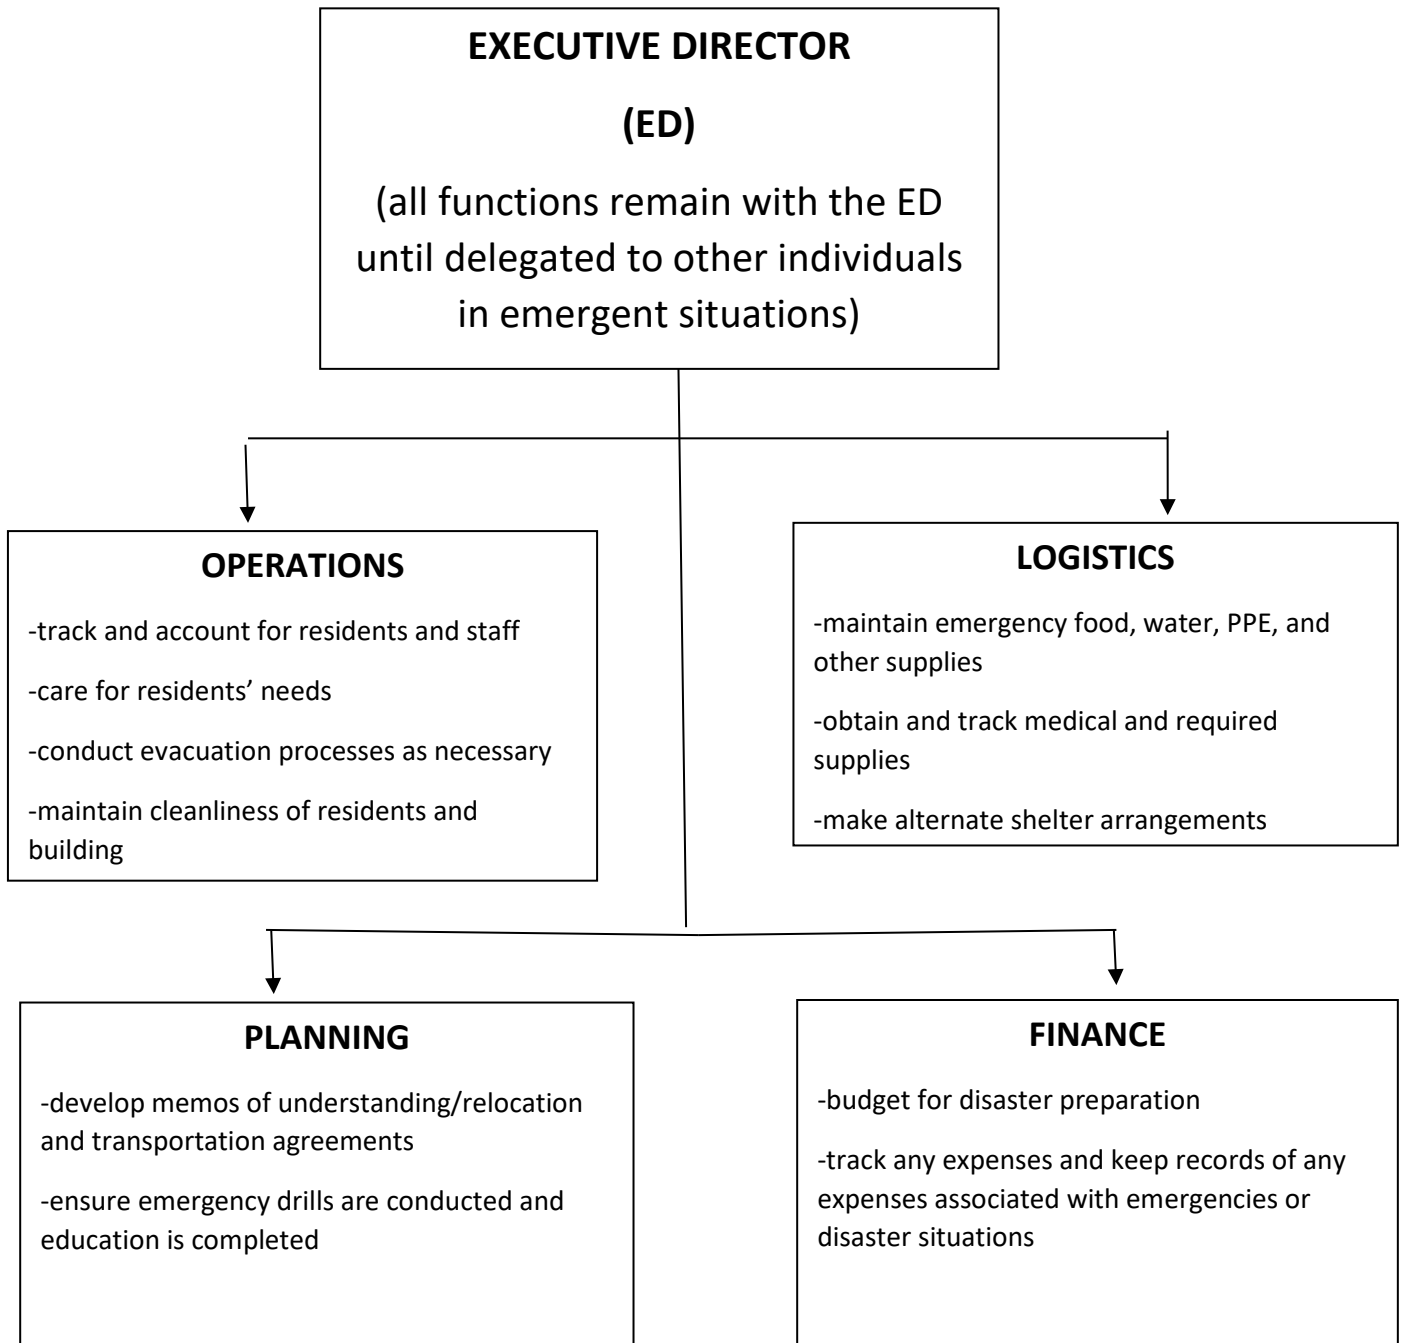 EXECUTIVE DIRECTOR
(ED)
(all functions remain with the ED
until delegated to other individuals
in emergent situations)
OPERATIONS
-track and account for residents and staff
-care for residents’ needs
-conduct evacuation processes as necessary
-maintain cleanliness of residents and
building
LOGISTICS
-maintain emergency food, water, PPE, and
other supplies
-obtain and track medical and required
supplies
-make alternate shelter arrangements
PLANNING
-develop memos of understanding/relocation
and transportation agreements
-ensure emergency drills are conducted and
education is completed
FINANCE
-budget for disaster preparation
-track any expenses and keep records of any
expenses associated with emergencies or
disaster situations